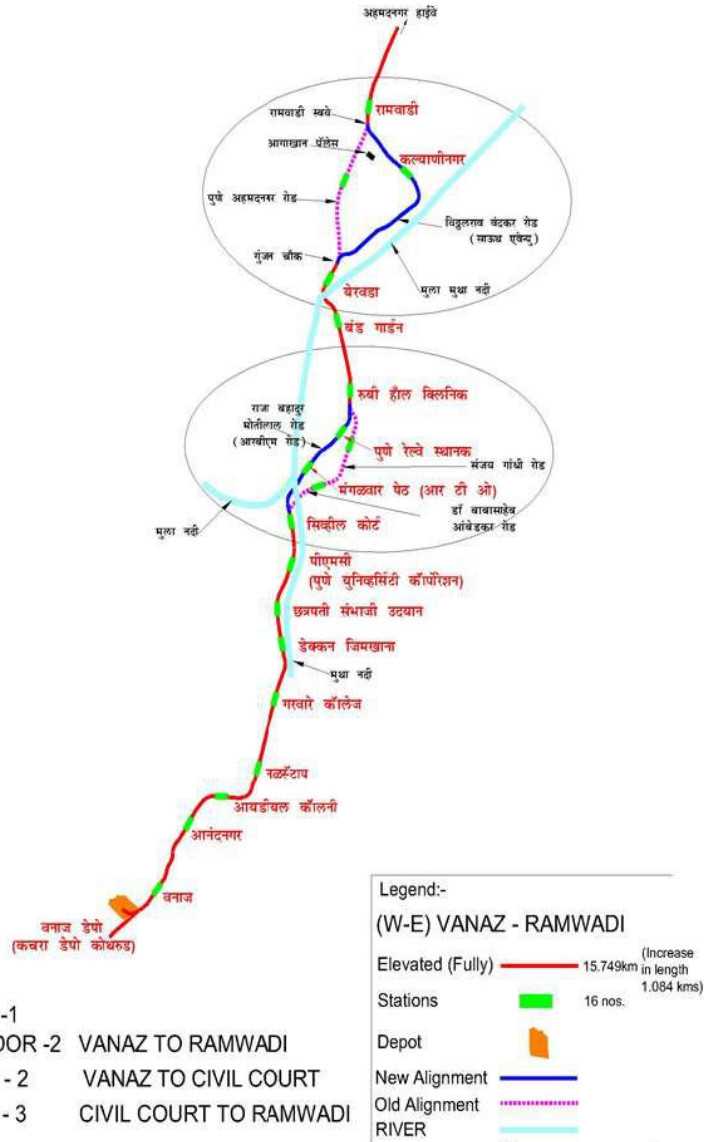 अहमदनगर हाईवे
रामवाडी
रामवाडी स्ववे
आगाखान पॅलेस
कल्याणीनगर
पुणे अहमदनगर रोड
विठ्ठलराव वंदकर रोड
(साऊथ एवेन्यु)
गुंजन चौक
येरवडा
मुला मुथा नदी
बंड गार्डन
रुबी हॉल क्लिनिक
राजा बहादुर
मोतीलाल रोड
(आरबीएम रोड)
पुणे रेल्वे स्थानक
संजय गांधी रोड
मंगळवार पेठ (आर टी ओ)
डॉ बाबासाहेब
आंबेडकर रोड
सिव्हील कोर्ट
मुला नदी
पीएमसी
(पुणे युनिव्हर्सिटी कॉर्पोरेशन)
छत्रपती संभाजी उदयान
डेक्कन जिमखाना
मुथा नदी
गरवारे कॉलेज
नळस्टॉप
आयडीयल कॉलनी
आनंदनगर
वनाज
वनाज डेपो
(कचरा डेपो कोथरुड)
Legend:-
(W-E) VANAZ - RAMWADI
Elevated (Fully) 15.749km (Increase in length 1.084 kms)
Stations 16 nos.
Depot
New Alignment
Old Alignment
RIVER
-1
OOR -2 VANAZ TO RAMWADI
- 2 VANAZ TO CIVIL COURT
- 3 CIVIL COURT TO RAMWADI